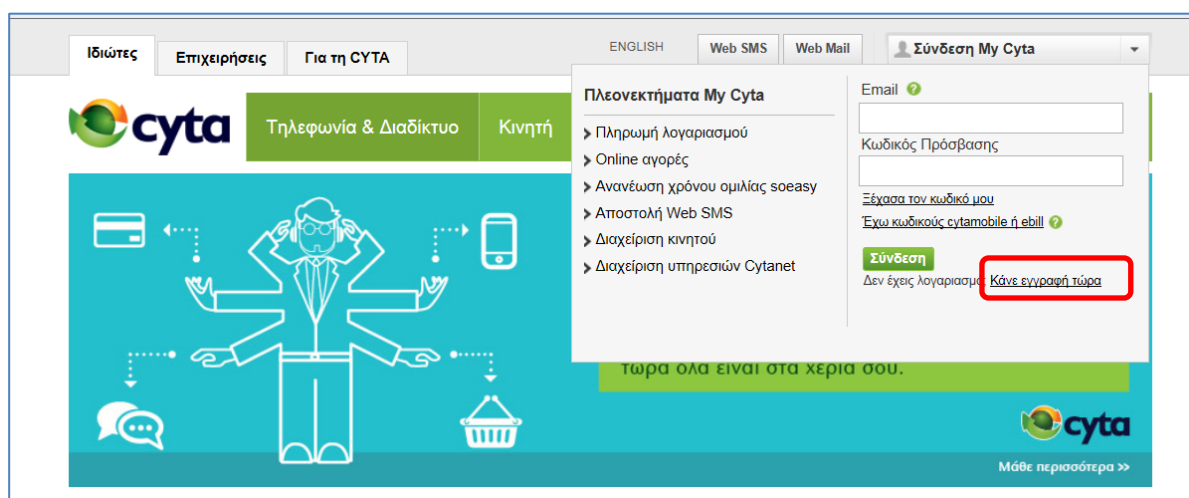 Ιδιώτες
Επιχειρήσεις
Για τη CYTA
ENGLISH
Web SMS
Web Mail
Σύνδεση My Cyta
cyta
Τηλεφωνία & Διαδίκτυο
Κινητή
Πλεονεκτήματα My Cyta
Πληρωμή λογαριασμού
Online αγορές
Ανανέωση χρόνου ομιλίας soeasy
Αποστολή Web SMS
Διαχείριση κινητού
Διαχείριση υπηρεσιών Cytanet
Email
Κωδικός Πρόσβασης
Ξέχασα τον κωδικό μου
Έχω κωδικούς cytamobile ή ebill
Σύνδεση
Δεν έχεις λογαριασμό; Κάνε εγγραφή τώρα
τώρα όλα είναι στα χέρια σου.
cyta
Μάθε περισσότερα >>